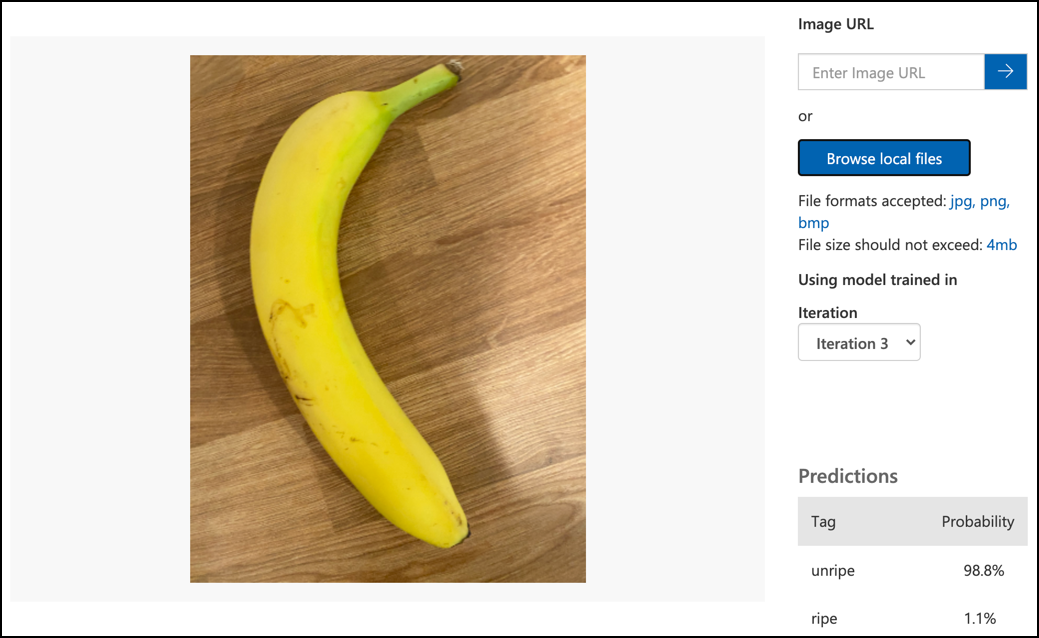 Image URL
Enter Image URL
or
Browse local files
File formats accepted: jpg, png,
bmp
File size should not exceed: 4mb
Using model trained in
Iteration
Iteration 3
Predictions
Tag Probability
unripe 98.8%
ripe 1.1%